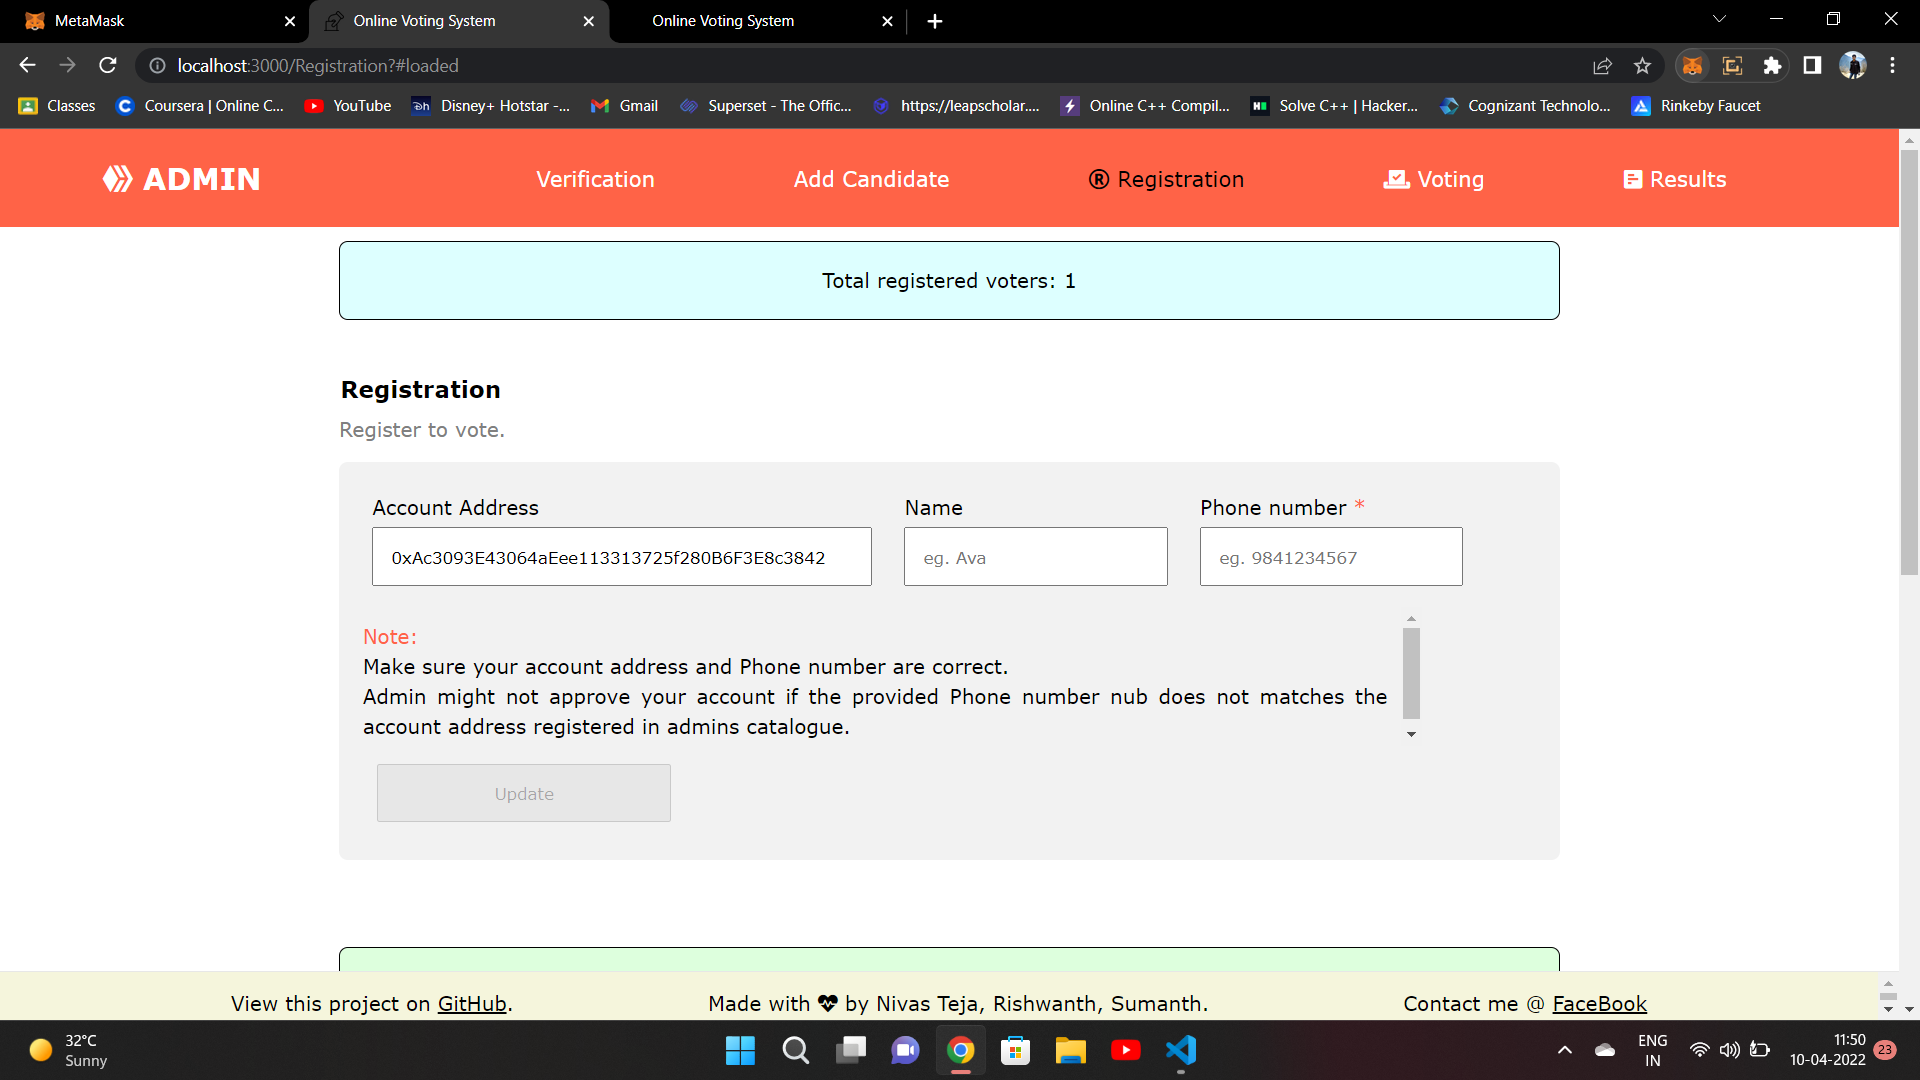 MetaMask
Online Voting System
Online Voting System
localhost:3000/Registration?#loaded
Classes
Coursera | Online C...
YouTube
Disney+ Hotstar -...
Gmail
Superset - The Offic...
https://leapscholar....
Online C++ Compil...
Solve C++ | Hacker...
Cognizant Technolo...
Rinkeby Faucet
ADMIN
Verification
Add Candidate
Registration
Voting
Results
Total registered voters: 1
Registration
Register to vote.
Account Address
Name
Phone number *
0xAc3093E43064aEee113313725f280B6F3E8c3842
eg. Ava
eg. 9841234567
Note:
Make sure your account address and Phone number are correct.
Admin might not approve your account if the provided Phone number nub does not matches the
account address registered in admins catalogue.
Update
View this project on GitHub.
Made with by Nivas Teja, Rishwanth, Sumanth.
Contact me @ FaceBook
32°C
Sunny
ENG
IN
11:50
10-04-2022
23